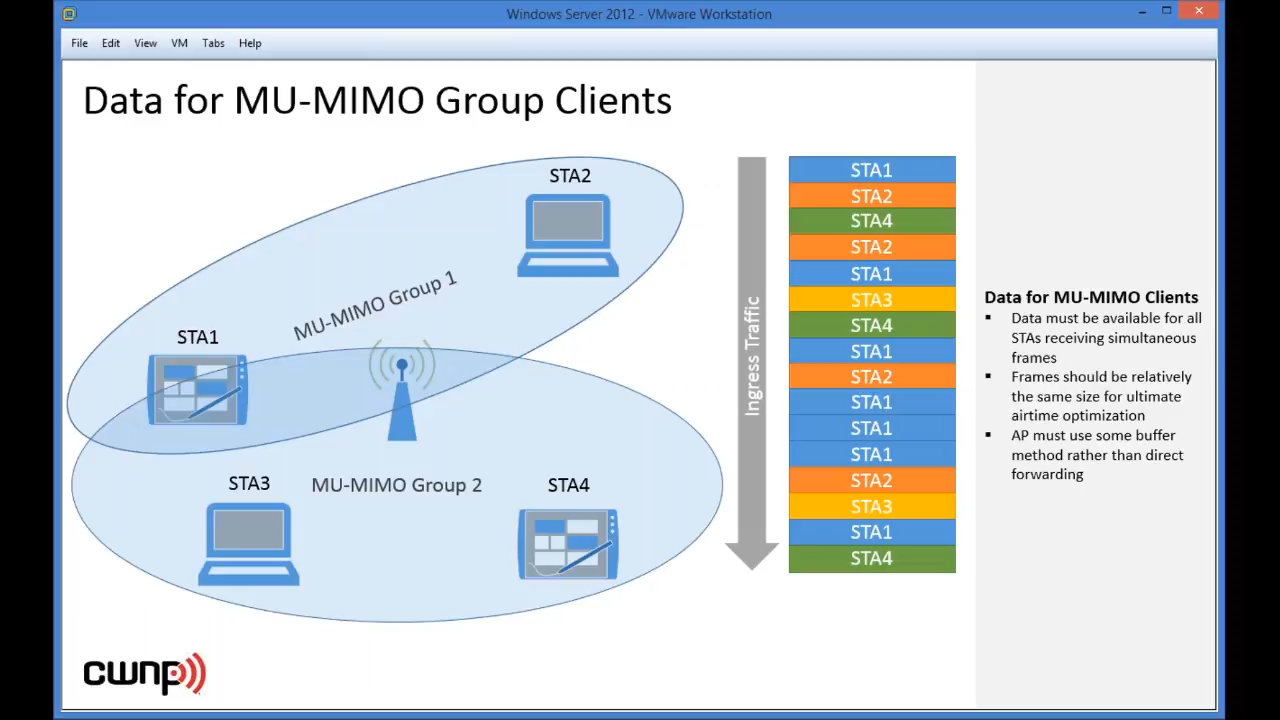 Windows Server 2012 - VMware Workstation
File Edit View VM Tabs Help
Data for MU-MIMO Group Clients
STA2
MU-MIMO Group 1
STA1
STA3
MU-MIMO Group 2
STA4
Ingress Traffic
STA1
STA2
STA4
STA2
STA1
STA3
STA4
STA1
STA2
STA1
STA1
STA1
STA2
STA3
STA1
STA4
Data for MU-MIMO Clients
▪ Data must be available for all
STAs receiving simultaneous
frames
▪ Frames should be relatively
the same size for ultimate
airtime optimization
▪ AP must use some buffer
method rather than direct
forwarding
cwnp